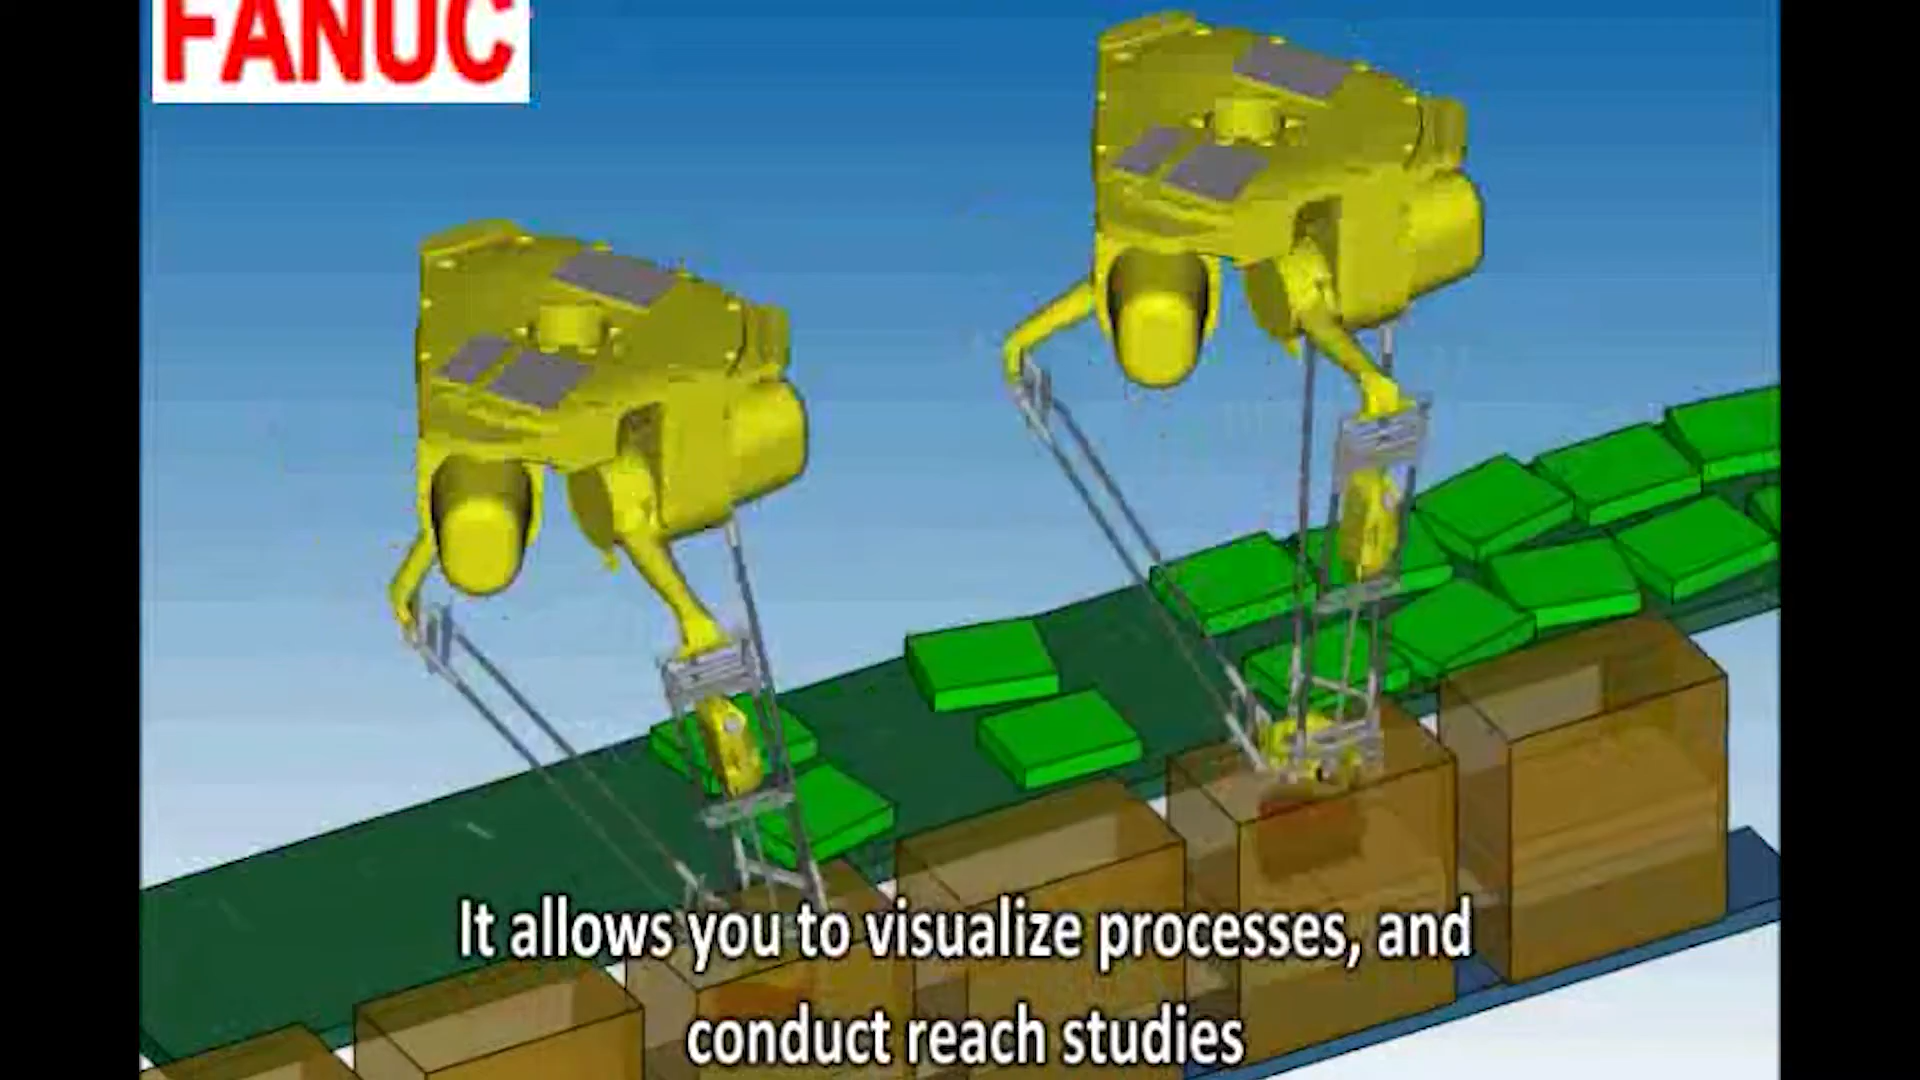 FANUC
It allows you to visualize processes, and
conduct reach studies